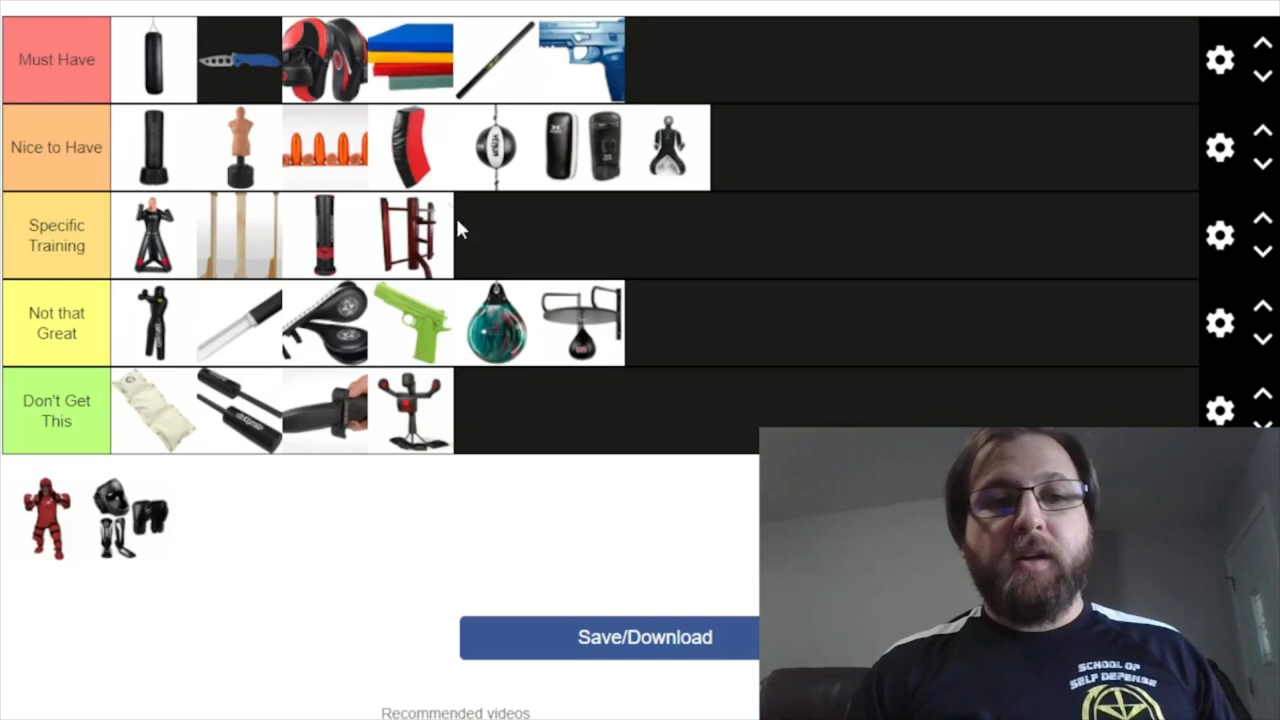 Must Have
Nice to Have
Specific
Training
Not that
Great
Don't Get
This
VENUM
Save/Download
SCHOOL OF
SELF DEFENSE
Recommended videos